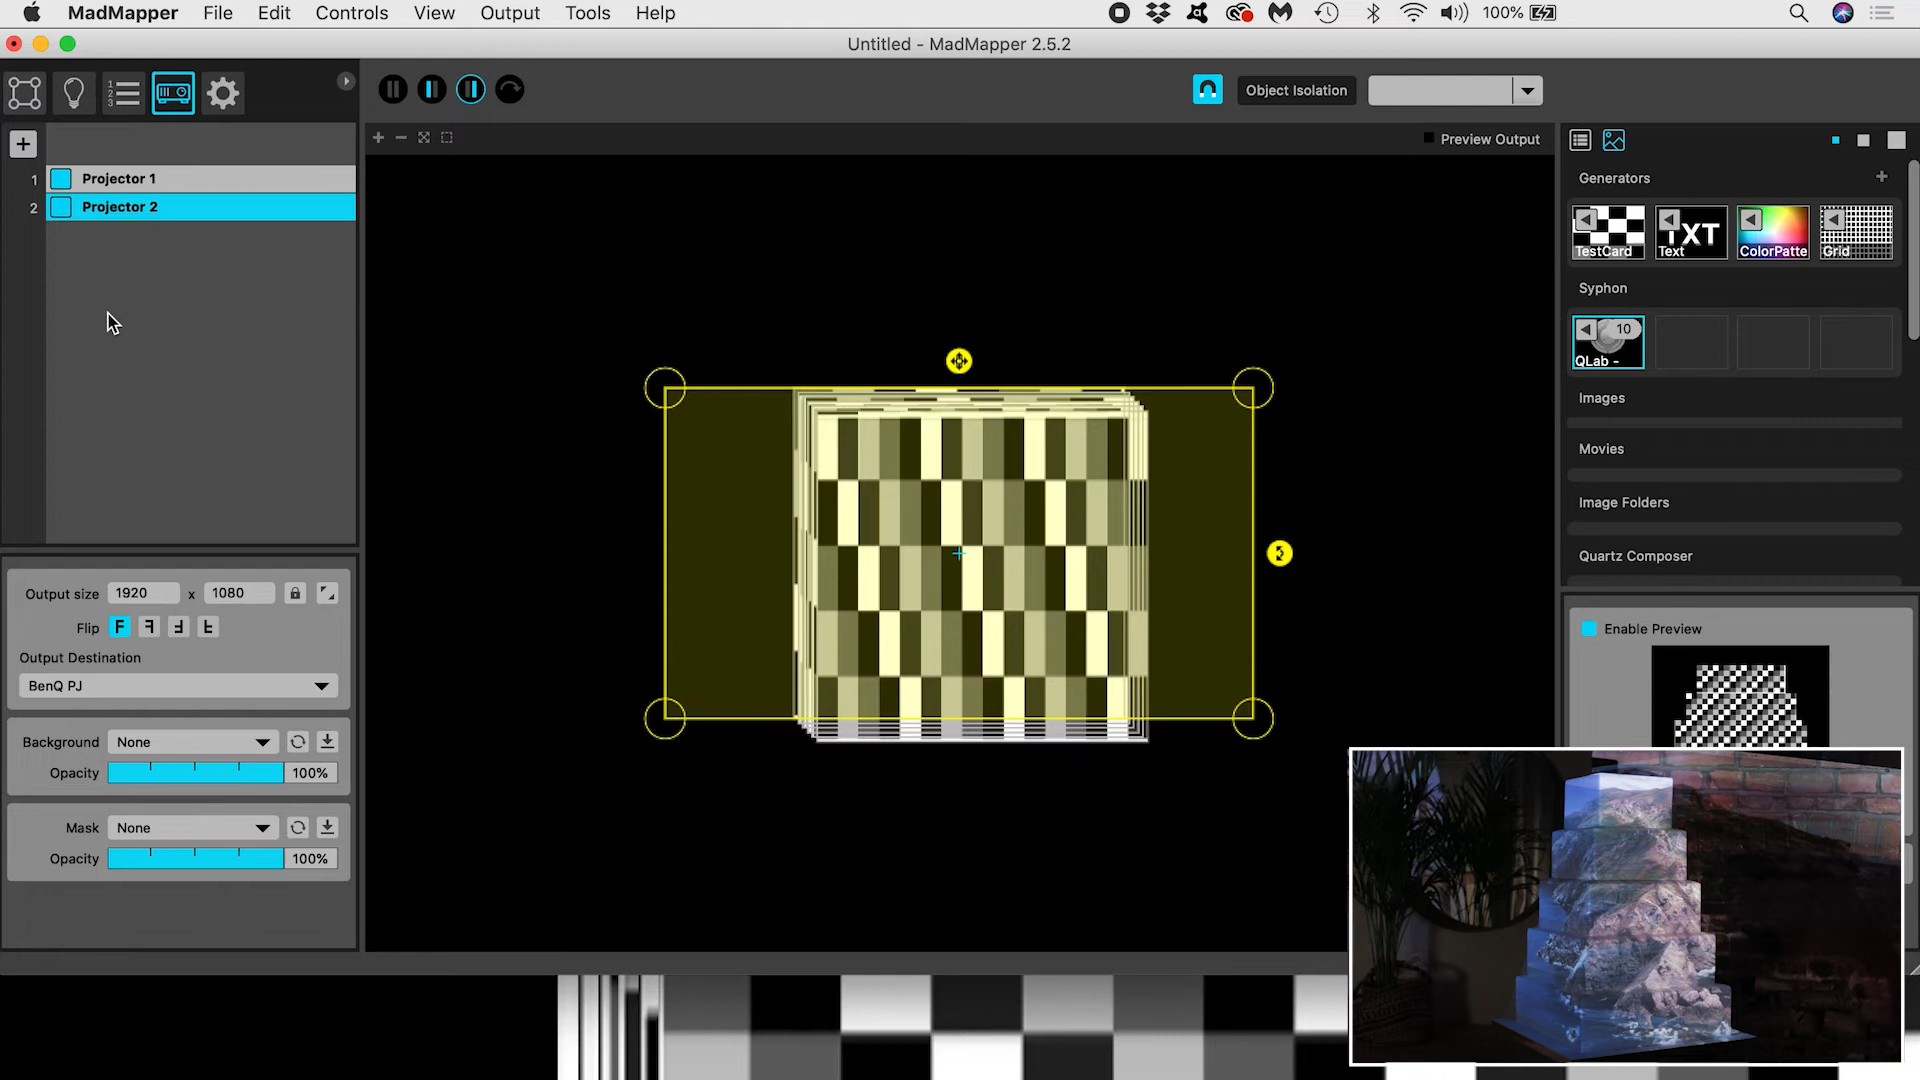 MadMapper File Edit Controls View Output Tools Help
100%
Untitled - MadMapper 2.5.2
Object Isolation
Preview Output
1 Projector 1
2 Projector 2
Output size 1920 x 1080
Flip F F F F
Output Destination
BenQ PJ
Background None
Opacity 100%
Mask None
Opacity 100%
Generators
TestCard Text ColorPatte Grid
TXT
Syphon
10
QLab -
Images
Movies
Image Folders
Quartz Composer
Enable Preview